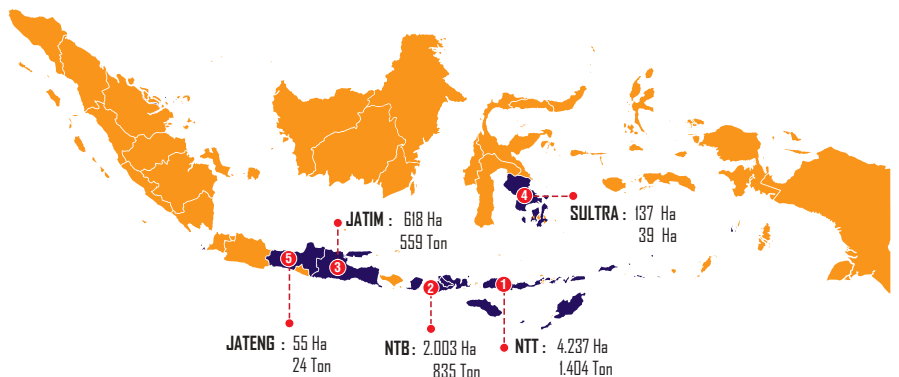 4
SULTRA : 137 Ha
39 Ha
JATIM : 618 Ha
559 Ton
5
3
2
1
JATENG : 55 Ha
24 Ton
NTB : 2.003 Ha
835 Ton
NTT : 4.237 Ha
1.404 Ton